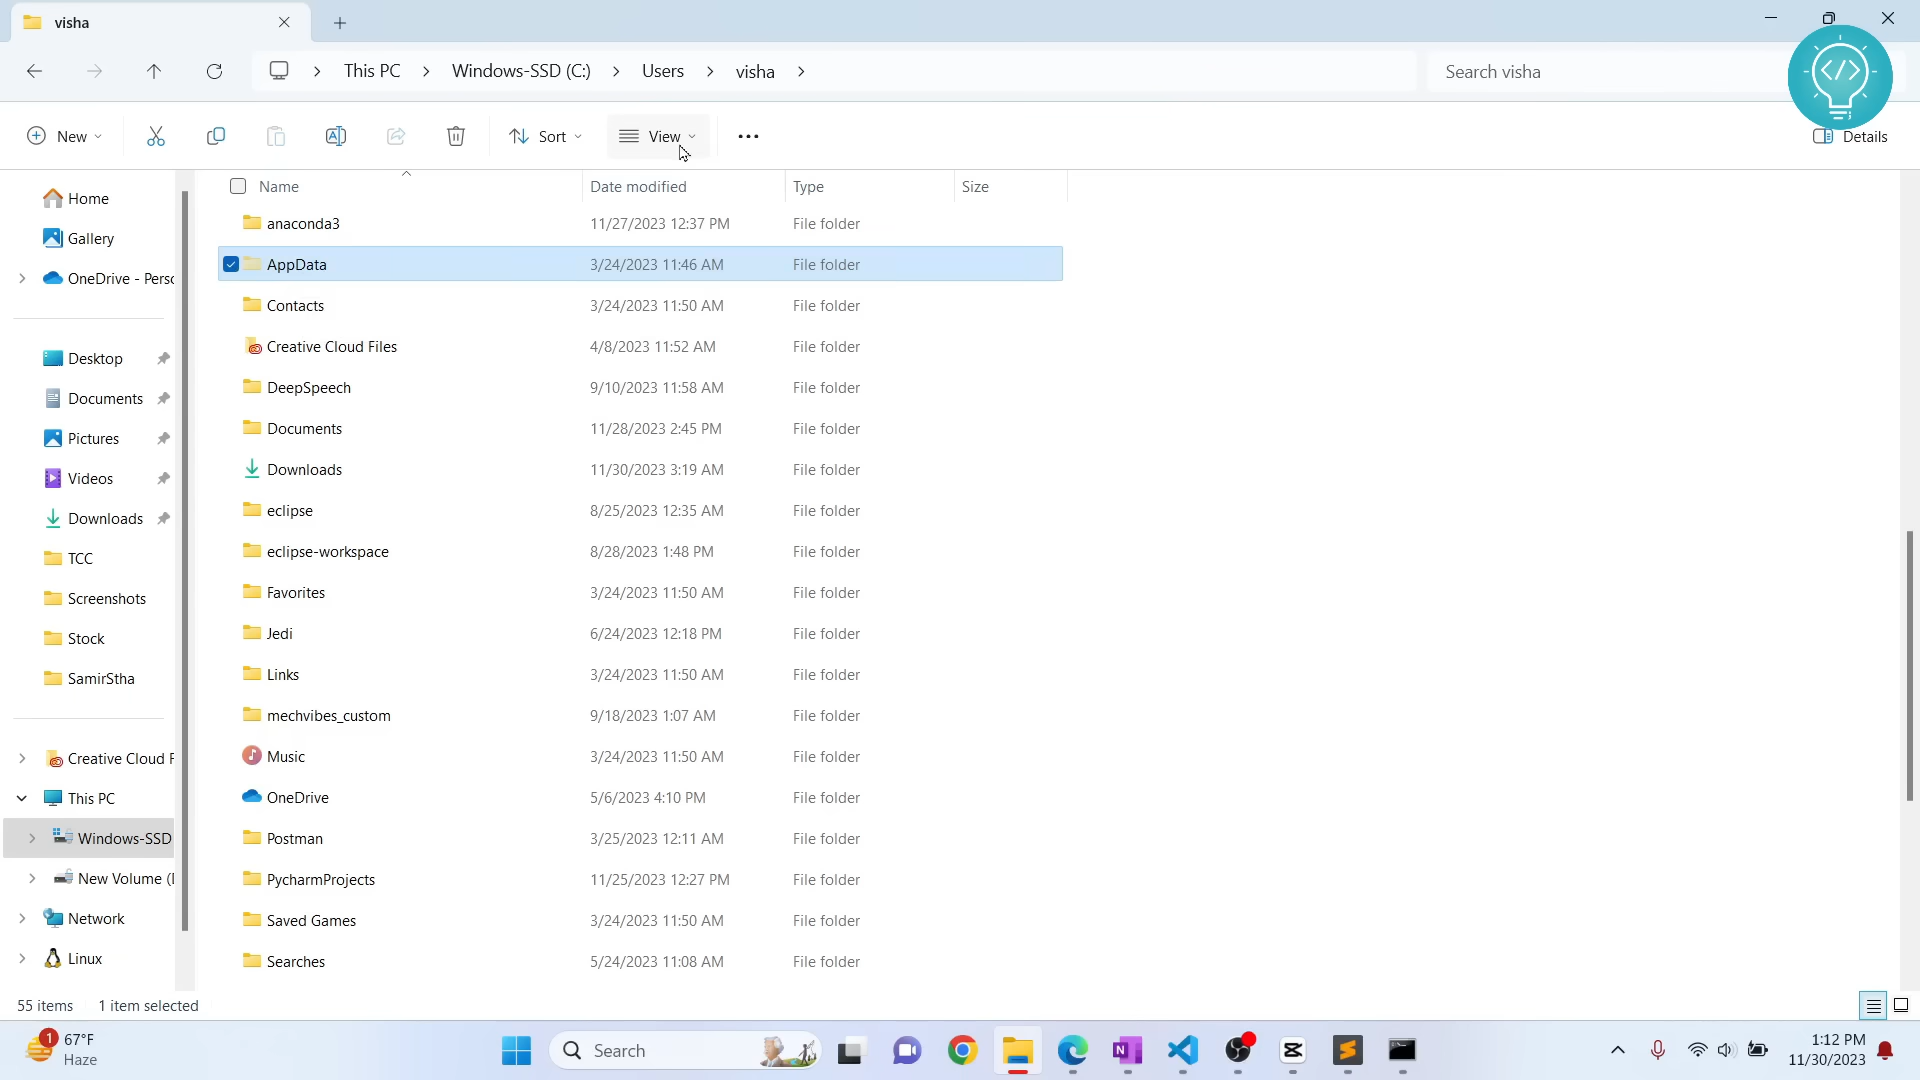 visha
This PC
Windows-SSD (C:)
Users
visha
Search visha
New
Sort
View
Details
Name
Date modified
Type
Size
Home
Gallery
OneDrive - Perso
Desktop
Documents
Pictures
Videos
Downloads
TCC
Screenshots
Stock
SamirStha
Creative Cloud F
This PC
Windows-SSD
New Volume (
Network
Linux
anaconda3 11/27/2023 12:37 PM File folder
AppData 3/24/2023 11:46 AM File folder
Contacts 3/24/2023 11:50 AM File folder
Creative Cloud Files 4/8/2023 11:52 AM File folder
DeepSpeech 9/10/2023 11:58 AM File folder
Documents 11/28/2023 2:45 PM File folder
Downloads 11/30/2023 3:19 AM File folder
eclipse 8/25/2023 12:35 AM File folder
eclipse-workspace 8/28/2023 1:48 PM File folder
Favorites 3/24/2023 11:50 AM File folder
Jedi 6/24/2023 12:18 PM File folder
Links 3/24/2023 11:50 AM File folder
mechvibes_custom 9/18/2023 1:07 AM File folder
Music 3/24/2023 11:50 AM File folder
OneDrive 5/6/2023 4:10 PM File folder
Postman 3/25/2023 12:11 AM File folder
PycharmProjects 11/25/2023 12:27 PM File folder
Saved Games 3/24/2023 11:50 AM File folder
Searches 5/24/2023 11:08 AM File folder
55 items 1 item selected
1
67°F
Haze
Search
1:12 PM
11/30/2023